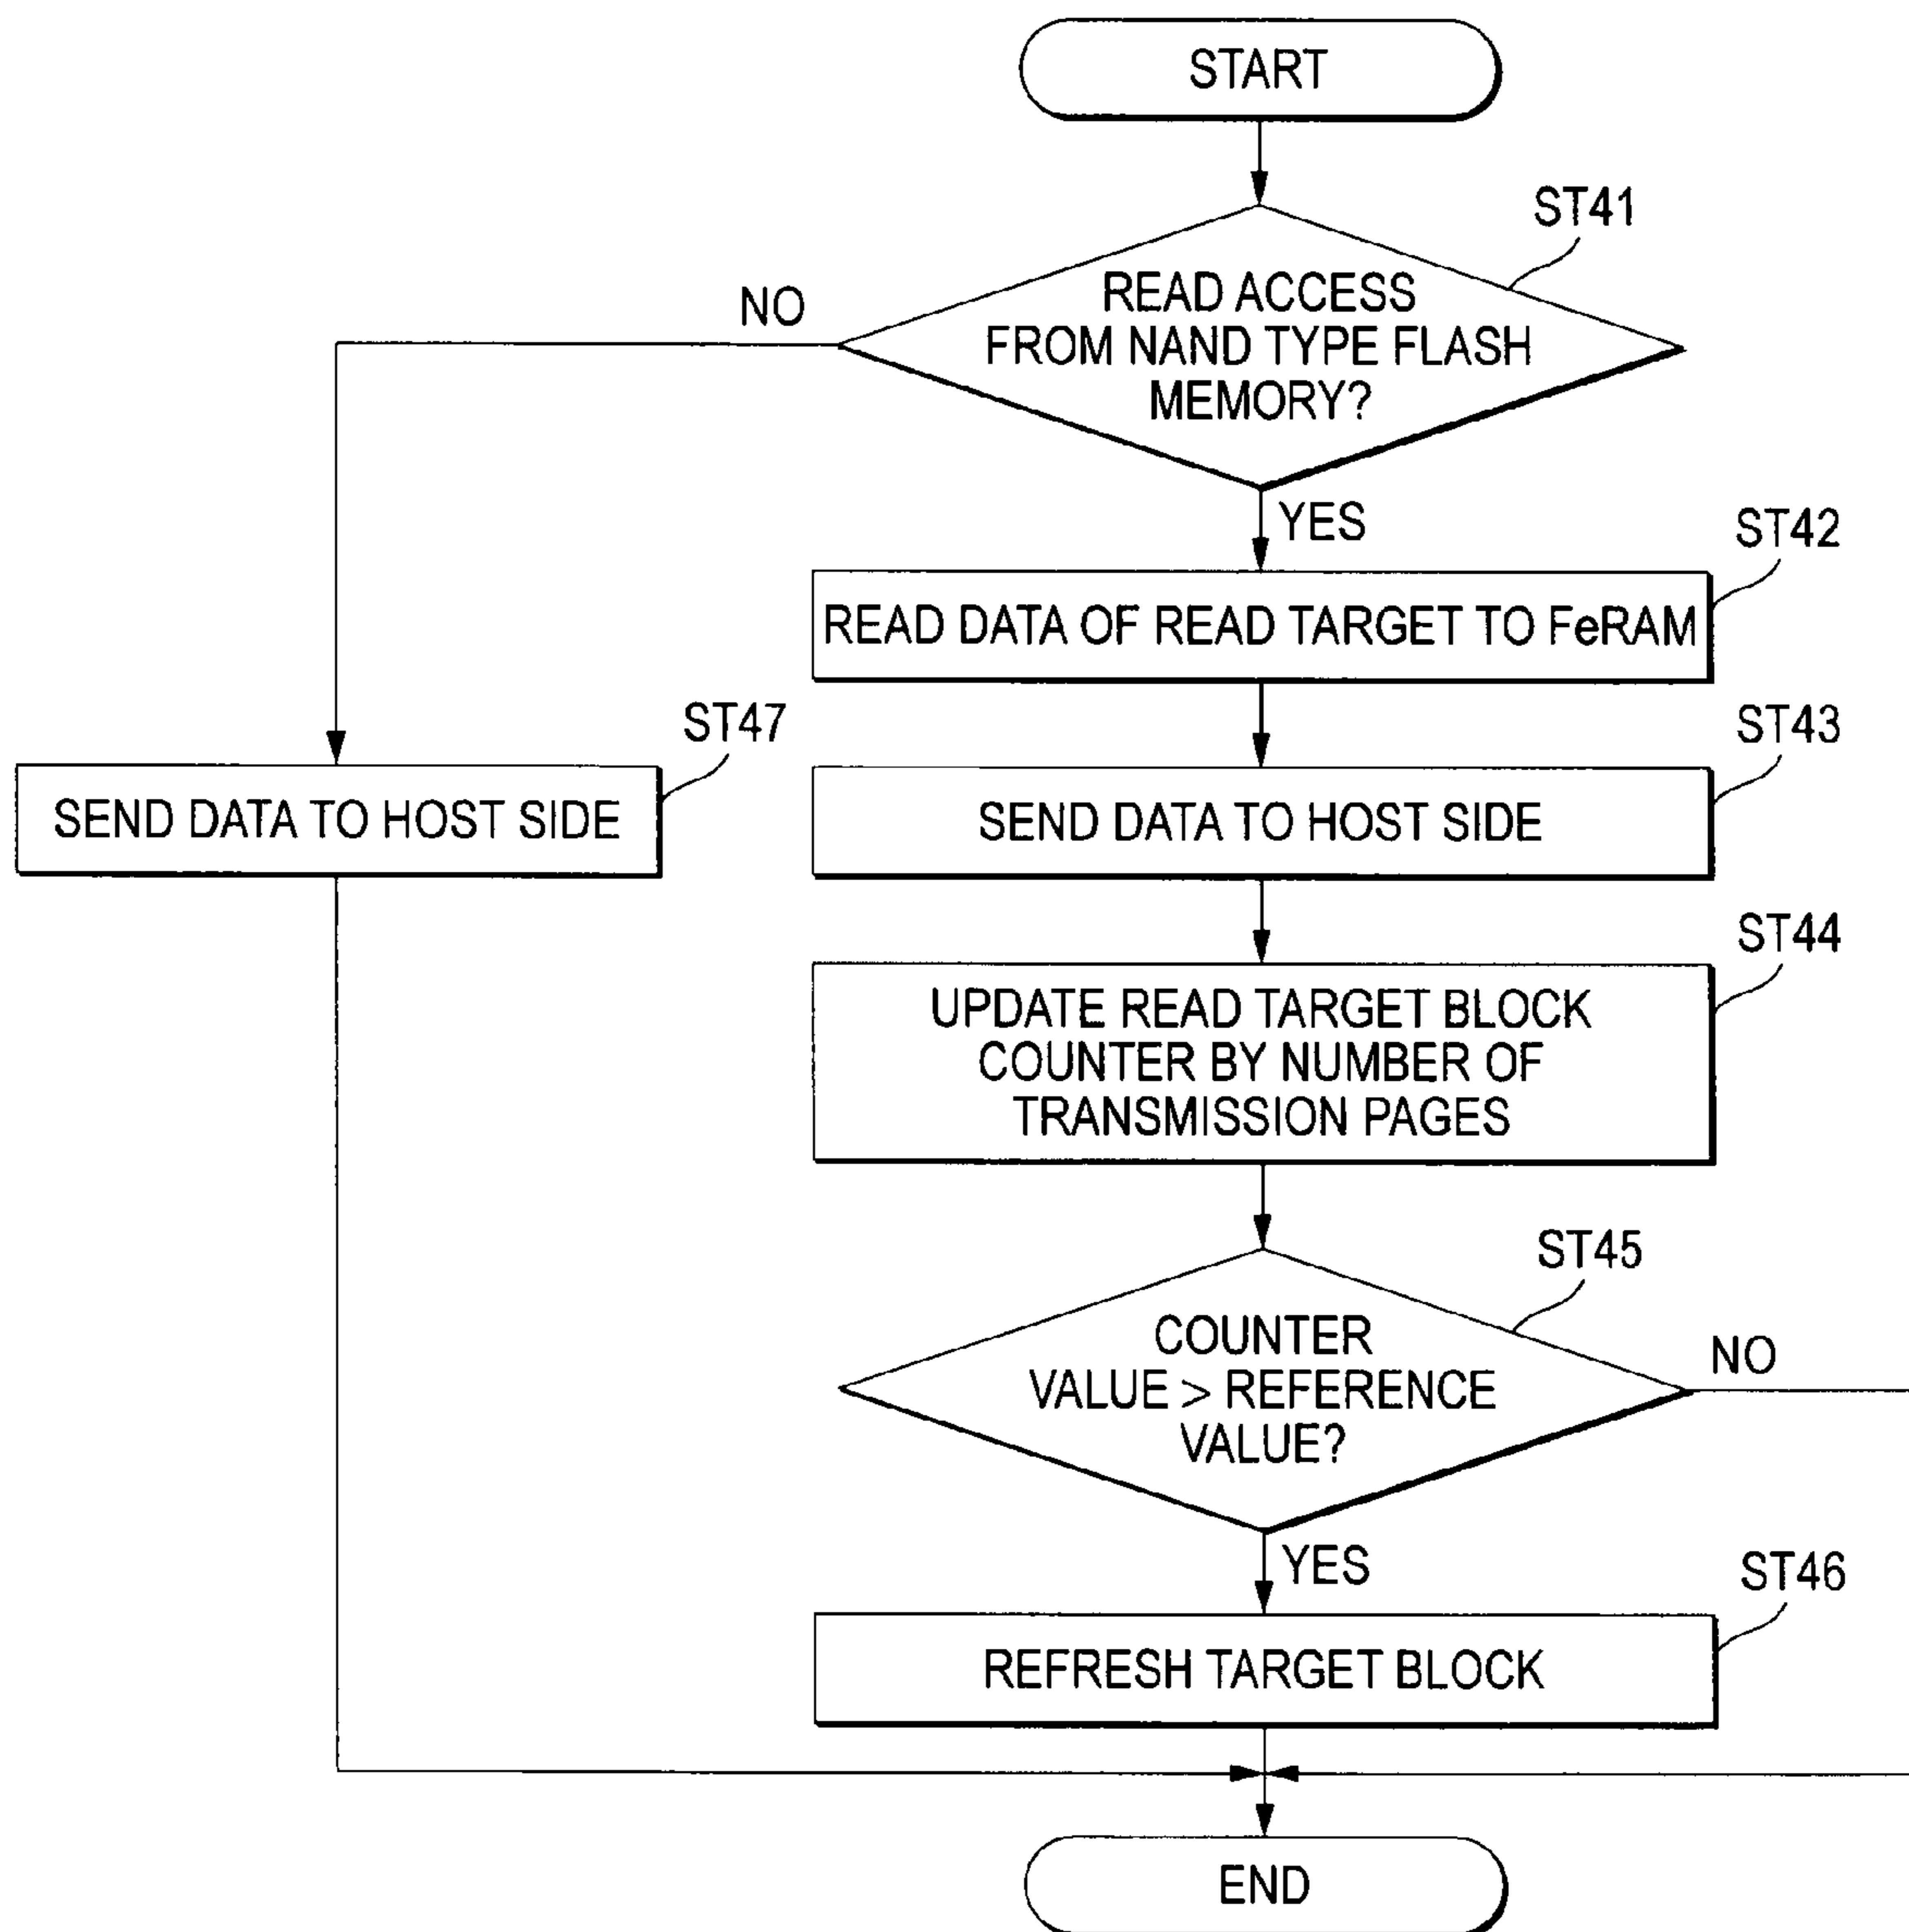 START
ST41
READ ACCESS
FROM NAND TYPE FLASH
MEMORY?
NO
YES
ST42
READ DATA OF READ TARGET TO FeRAM
ST47
SEND DATA TO HOST SIDE
ST43
SEND DATA TO HOST SIDE
ST44
UPDATE READ TARGET BLOCK
COUNTER BY NUMBER OF
TRANSMISSION PAGES
ST45
COUNTER
VALUE > REFERENCE
VALUE?
NO
YES
ST46
REFRESH TARGET BLOCK
END